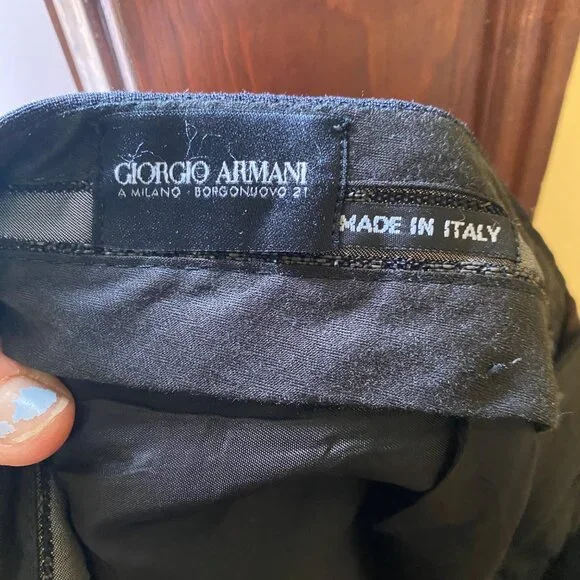 GIORGIO ARMANI
A MILANO · BORGONUOVO 21
MADE IN ITALY